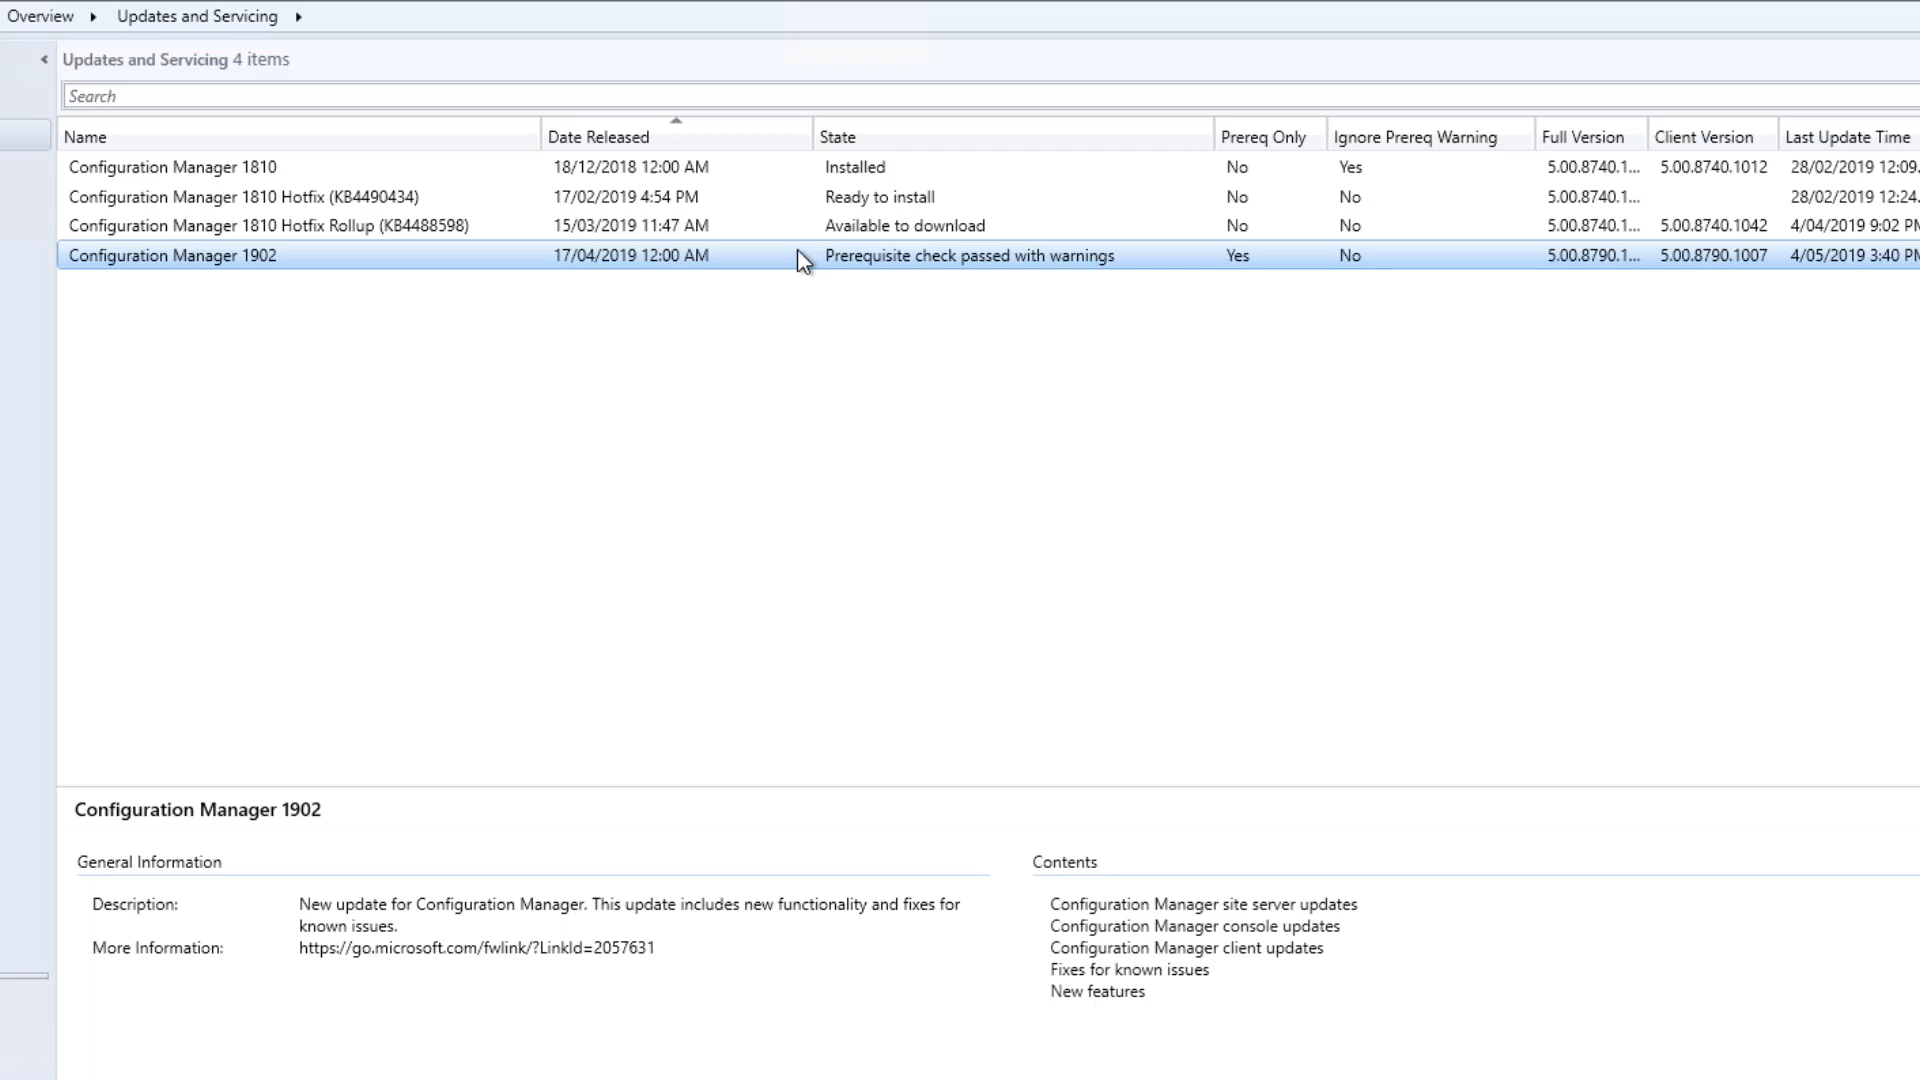 Overview ▸ Updates and Servicing ▸
Updates and Servicing 4 items
Search
Name Date Released State Prereq Only Ignore Prereq Warning Full Version Client Version Last Update Time
Configuration Manager 1810 18/12/2018 12:00 AM Installed No Yes 5.00.8740.1... 5.00.8740.1012 28/02/2019 12:09.
Configuration Manager 1810 Hotfix (KB4490434) 17/02/2019 4:54 PM Ready to install No No 5.00.8740.1... 28/02/2019 12:24.
Configuration Manager 1810 Hotfix Rollup (KB4488598) 15/03/2019 11:47 AM Available to download No No 5.00.8740.1... 5.00.8740.1042 4/04/2019 9:02 PM
Configuration Manager 1902 17/04/2019 12:00 AM Prerequisite check passed with warnings Yes No 5.00.8790.1... 5.00.8790.1007 4/05/2019 3:40 PM
Configuration Manager 1902
General Information
Description: New update for Configuration Manager. This update includes new functionality and fixes for
known issues.
More Information: https://go.microsoft.com/fwlink/?LinkId=2057631
Contents
Configuration Manager site server updates
Configuration Manager console updates
Configuration Manager client updates
Fixes for known issues
New features